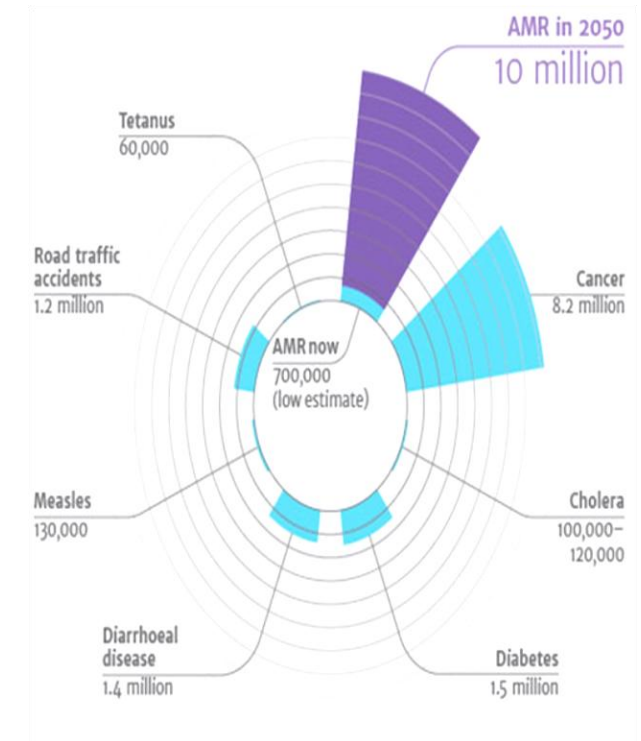 AMR in 2050
10 million
Tetanus
60,000
Road traffic
accidents
1.2 million
Cancer
8.2 million
AMR now
700,000
(low estimate)
Measles
130,000
Cholera
100,000–
120,000
Diarrhoeal
disease
1.4 million
Diabetes
1.5 million